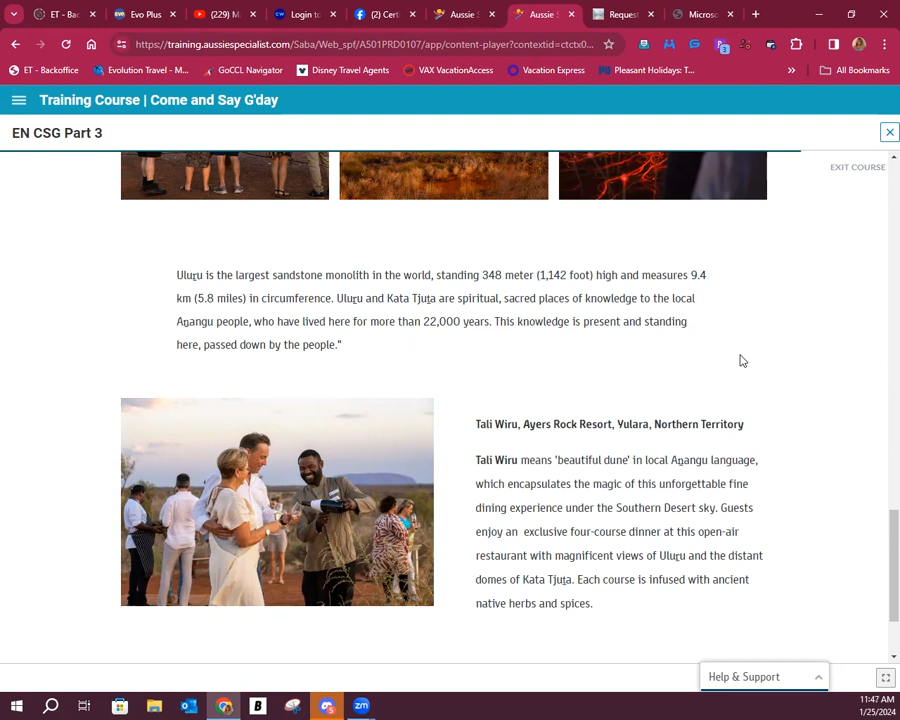 ET - Bac
Evo Plus
(229) M
Login to
(2) Cert
Aussie S
Aussie
Request
Microso
https://training.aussiespecialist.com/Saba/Web_spf/A501PRD0107/app/content-player?contextid=ctctx0...
ET - Backoffice
Evolution Travel - M...
GoCCL Navigator
Disney Travel Agents
VAX VacationAccess
Vacation Express
Pleasant Holidays: T...
All Bookmarks
Training Course | Come and Say G'day
EN CSG Part 3
EXIT COURSE
Uluṟu is the largest sandstone monolith in the world, standing 348 meter (1,142 foot) high and measures 9.4
km (5.8 miles) in circumference. Uluṟu and Kata Tjuṯa are spiritual, sacred places of knowledge to the local
Aṉangu people, who have lived here for more than 22,000 years. This knowledge is present and standing
here, passed down by the people."
Tali Wiru, Ayers Rock Resort, Yulara, Northern Territory
Tali Wiru means 'beautiful dune' in local Aṉangu language,
which encapsulates the magic of this unforgettable fine
dining experience under the Southern Desert sky. Guests
enjoy an exclusive four-course dinner at this open-air
restaurant with magnificent views of Uluṟu and the distant
domes of Kata Tjuṯa. Each course is infused with ancient
native herbs and spices.
Help & Support
11:47 AM
1/25/2024